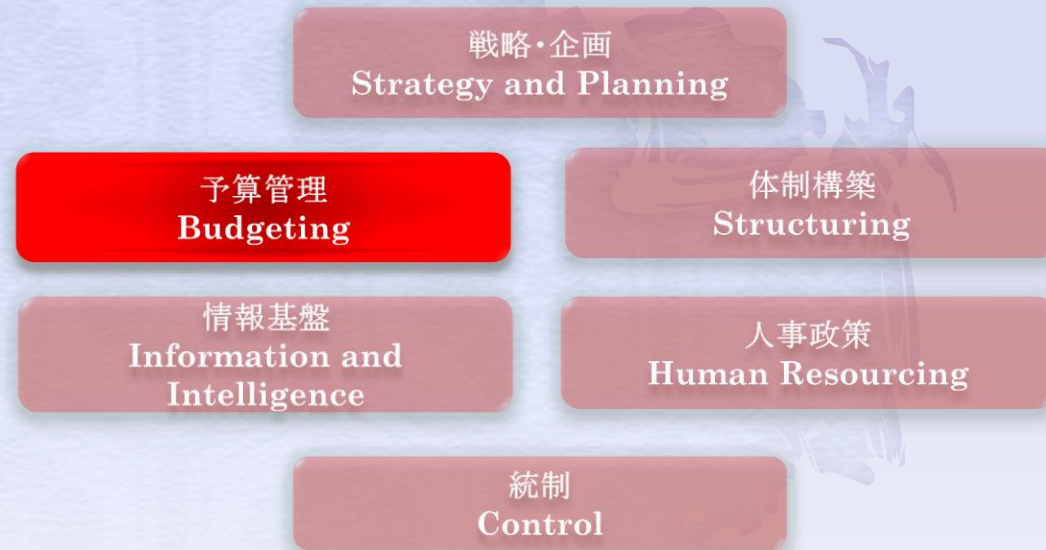 戦略・企画
Strategy and Planning
予算管理
Budgeting
体制構築
Structuring
情報基盤
Information and
Intelligence
人事政策
Human Resourcing
統制
Control